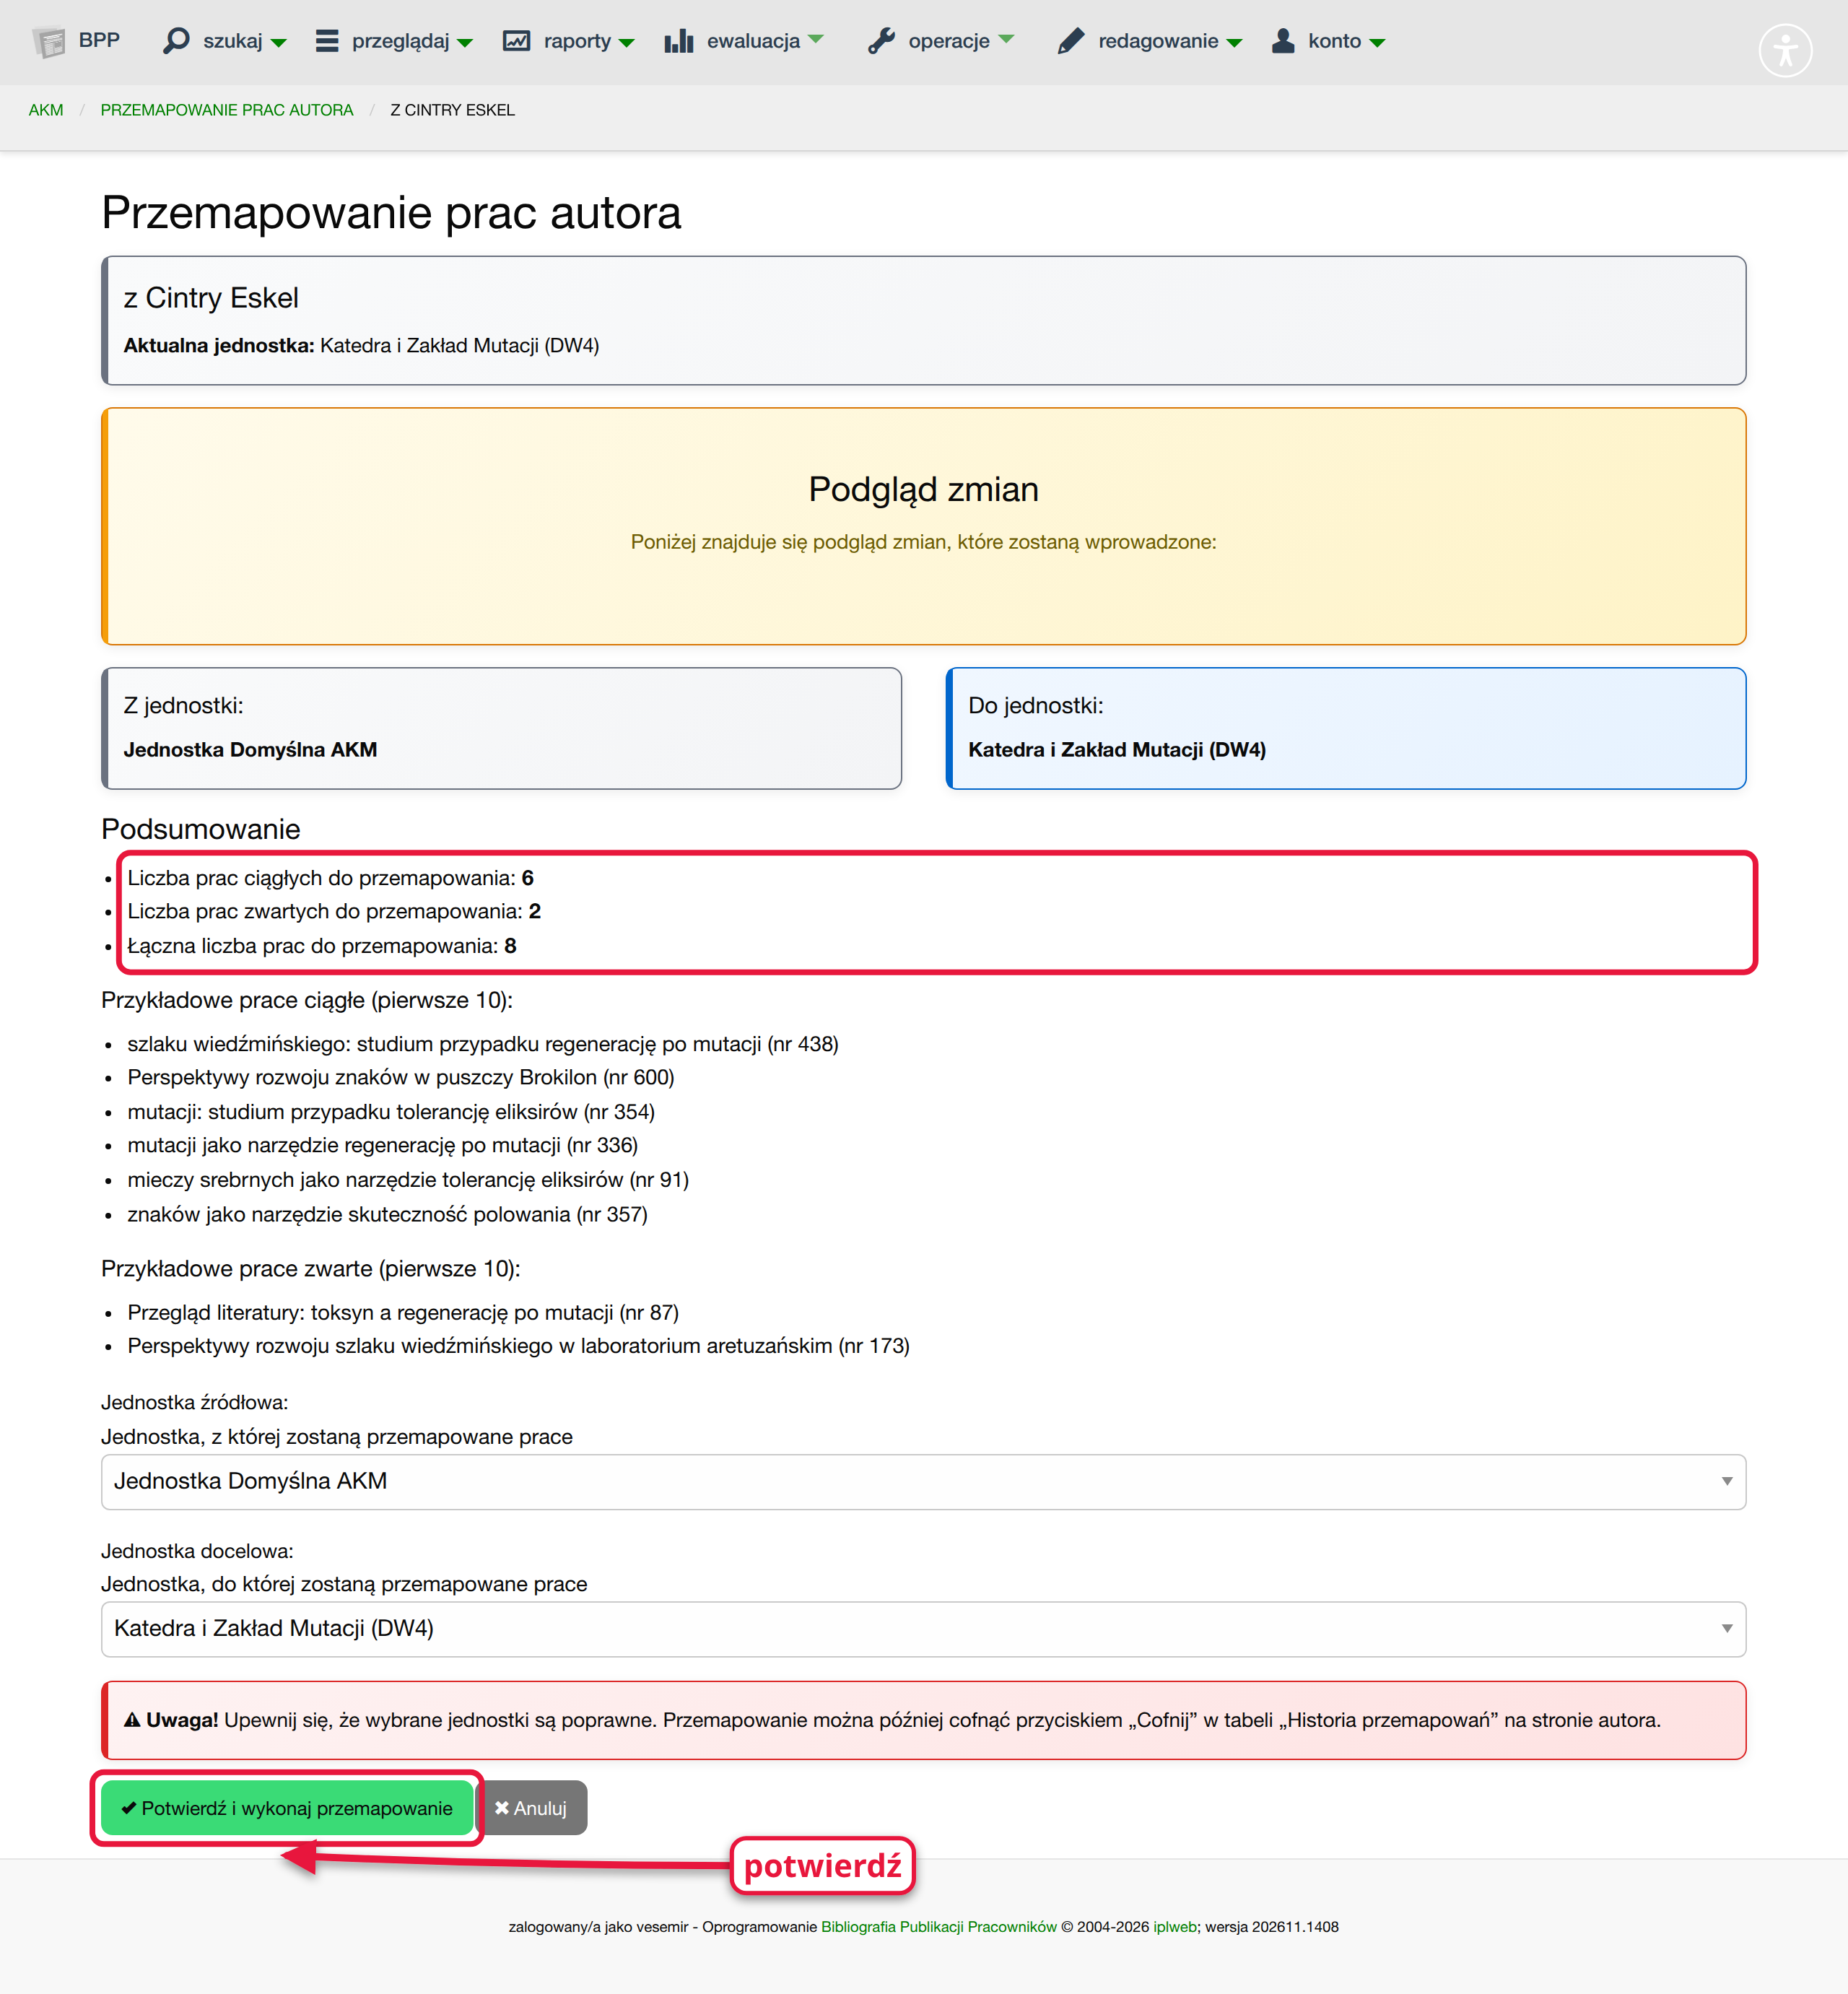 BPP szukaj przeglądaj raporty ewaluacja operacje redagowanie konto
AKM / PRZEMAPOWANIE PRAC AUTORA / Z CINTRY ESKEL
Przemapowanie prac autora
z Cintry Eskel
Aktualna jednostka: Katedra i Zakład Mutacji (DW4)
Podgląd zmian
Poniżej znajduje się podgląd zmian, które zostaną wprowadzone:
Z jednostki:
Jednostka Domyślna AKM
Do jednostki:
Katedra i Zakład Mutacji (DW4)
Podsumowanie
• Liczba prac ciągłych do przemapowania: 6
• Liczba prac zwartych do przemapowania: 2
• Łączna liczba prac do przemapowania: 8
Przykładowe prace ciągłe (pierwsze 10):
• szlaku wiedźmińskiego: studium przypadku regenerację po mutacji (nr 438)
• Perspektywy rozwoju znaków w puszczy Brokilon (nr 600)
• mutacji: studium przypadku tolerancję eliksirów (nr 354)
• mutacji jako narzędzie regenerację po mutacji (nr 336)
• mieczy srebrnych jako narzędzie tolerancję eliksirów (nr 91)
• znaków jako narzędzie skuteczność polowania (nr 357)
Przykładowe prace zwarte (pierwsze 10):
• Przegląd literatury: toksyn a regenerację po mutacji (nr 87)
• Perspektywy rozwoju szlaku wiedźmińskiego w laboratorium aretuzańskim (nr 173)
Jednostka źródłowa:
Jednostka, z której zostaną przemapowane prace
Jednostka Domyślna AKM
Jednostka docelowa:
Jednostka, do której zostaną przemapowane prace
Katedra i Zakład Mutacji (DW4)
Uwaga! Upewnij się, że wybrane jednostki są poprawne. Przemapowanie można później cofnąć przyciskiem „Cofnij” w tabeli „Historia przemapowań” na stronie autora.
✔ Potwierdź i wykonaj przemapowanie ✖ Anuluj
potwierdź
zalogowany/a jako vesemir - Oprogramowanie Bibliografia Publikacji Pracowników © 2004-2026 iplweb; wersja 202611.1408